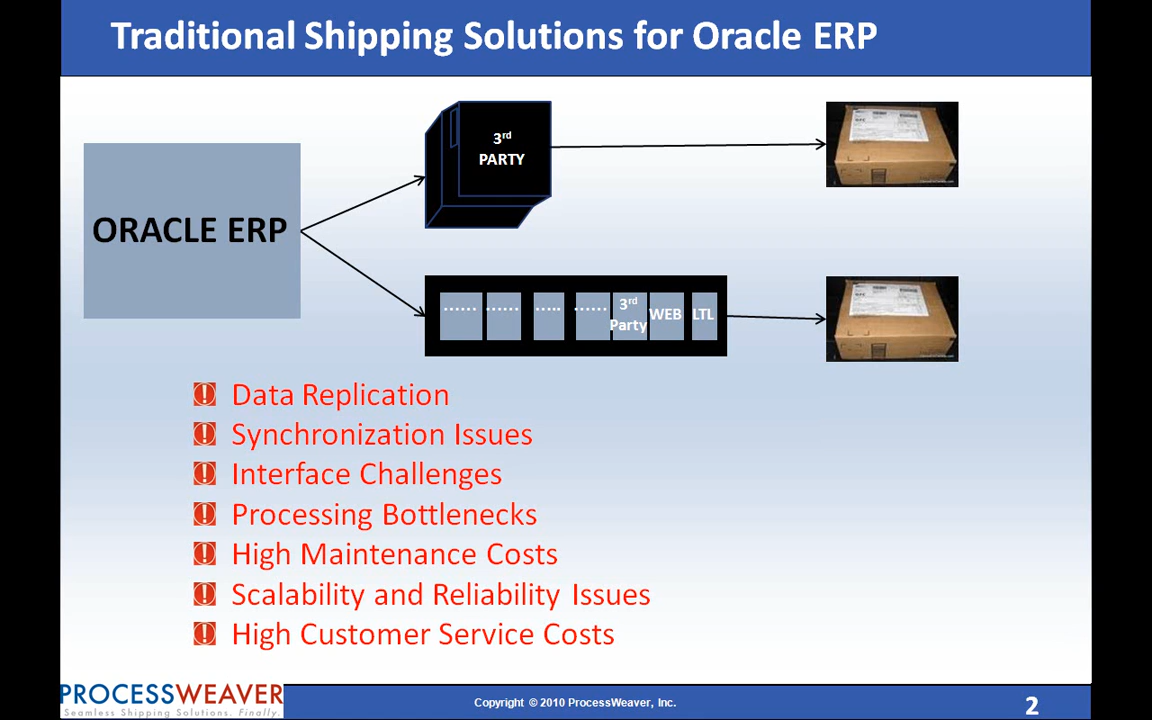 Traditional Shipping Solutions for Oracle ERP
3rd
PARTY
ORACLE ERP
......
......
.....
......
3rd
Party
WEB
LTL
Data Replication
Synchronization Issues
Interface Challenges
Processing Bottlenecks
High Maintenance Costs
Scalability and Reliability Issues
High Customer Service Costs
PROCESSWEAVER
Seamless Shipping Solutions. Finally.
Copyright © 2010 ProcessWeaver, Inc.
2